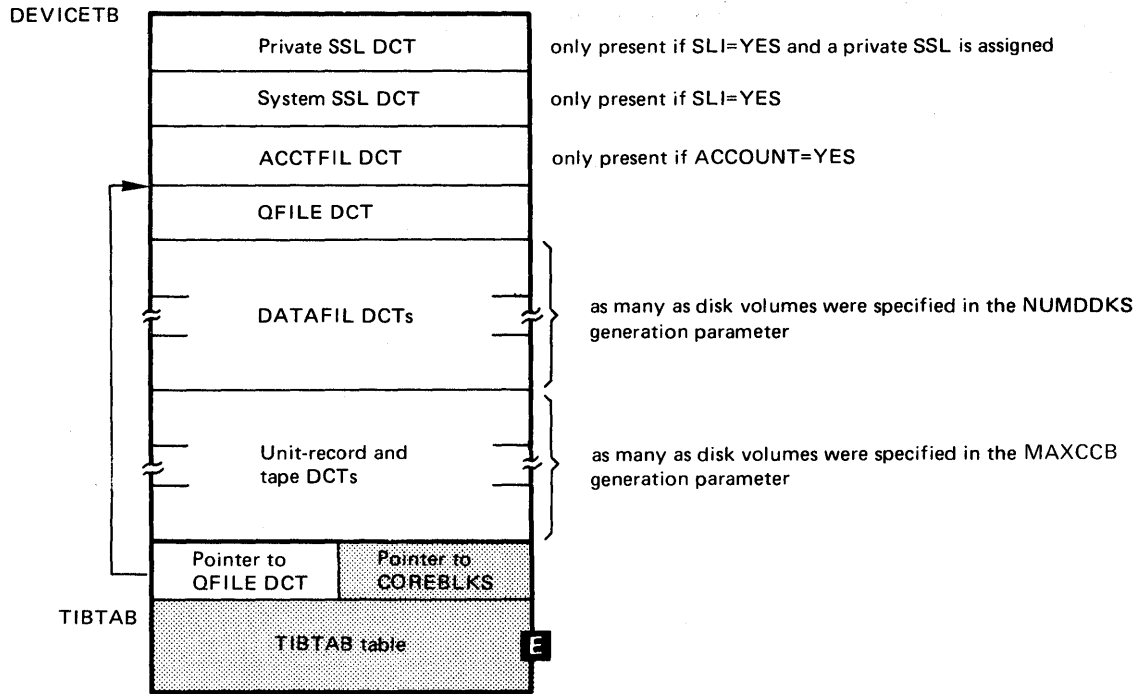 DEVICETB
Private SSL DCT
only present if SLI=YES and a private SSL is assigned
System SSL DCT
only present if SLI=YES
ACCTFIL DCT
only present if ACCOUNT=YES
QFILE DCT
DATAFIL DCTs
as many as disk volumes were specified in the NUMDDKS
generation parameter
Unit-record and
tape DCTs
as many as disk volumes were specified in the MAXCCB
generation parameter
Pointer to
QFILE DCT
Pointer to
COREBLKS
TIBTAB
TIBTAB table
E